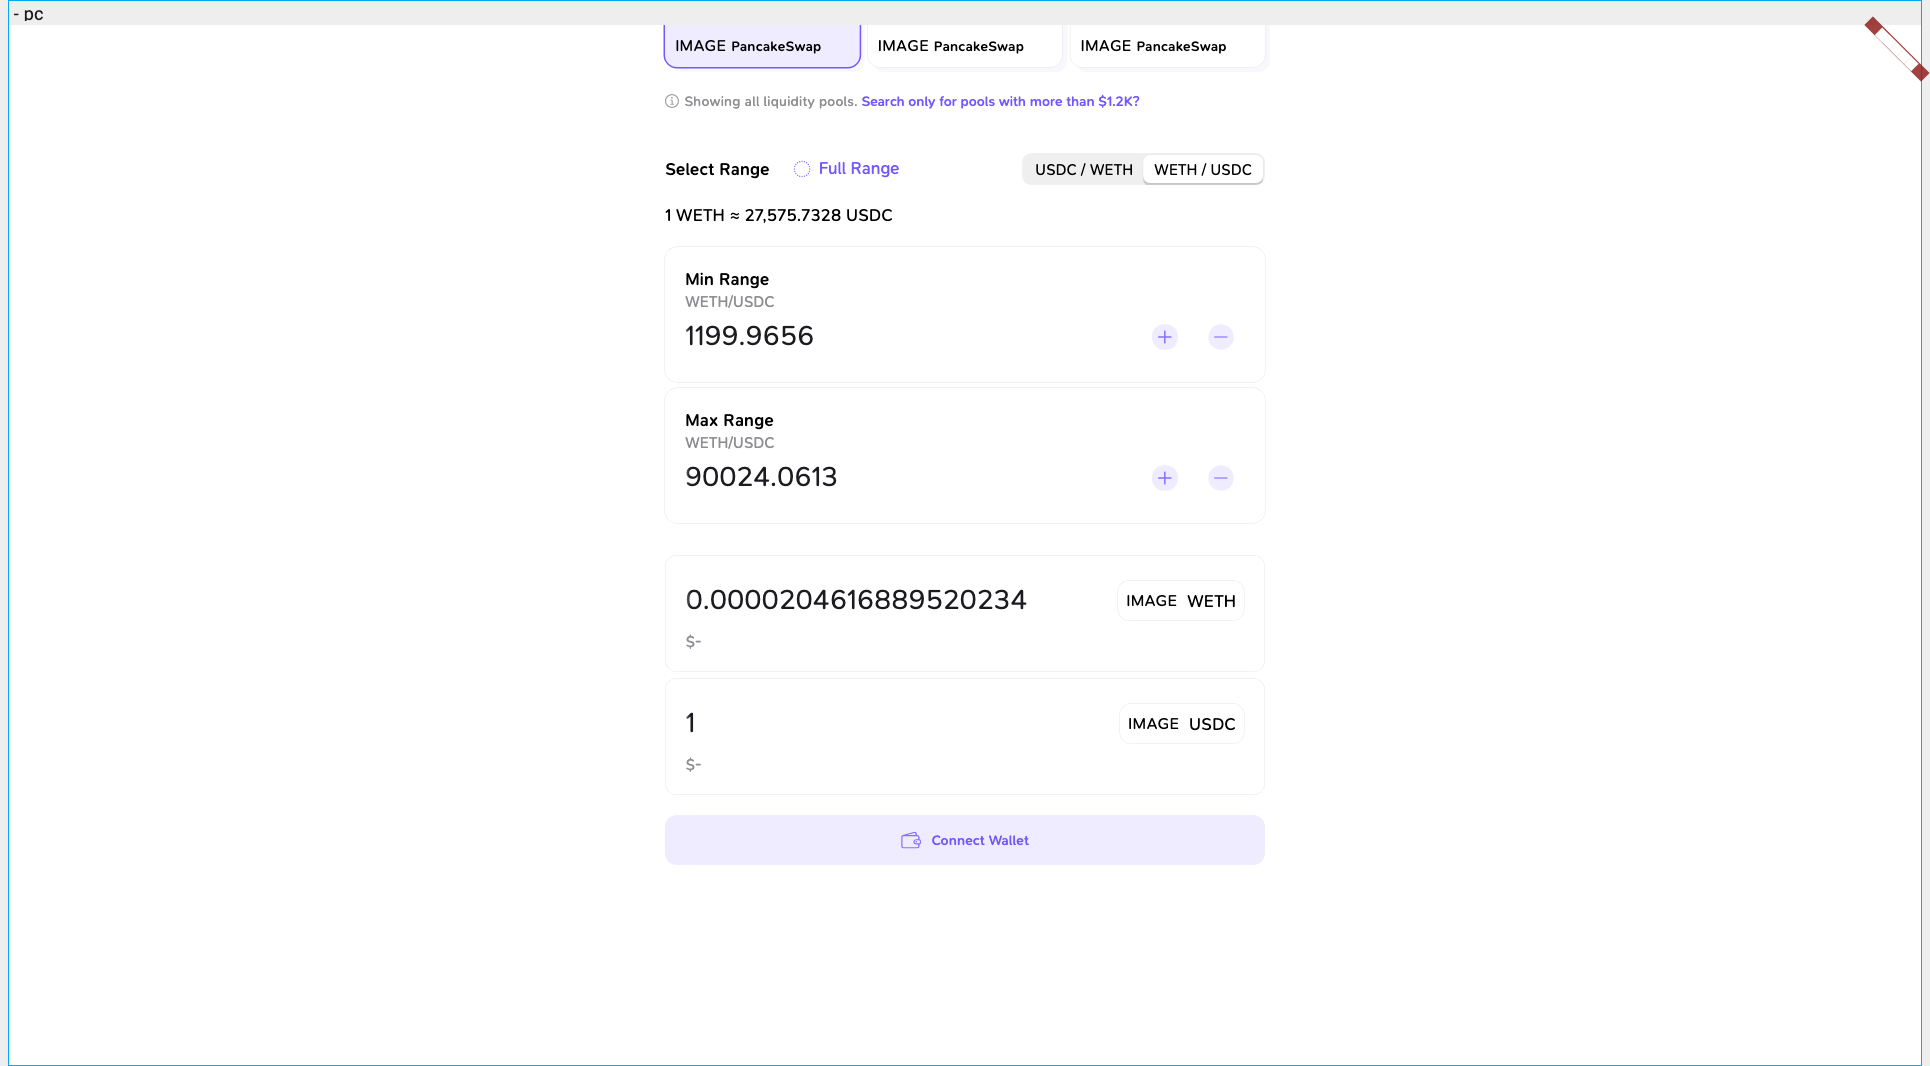 - pc
IMAGE PancakeSwap IMAGE PancakeSwap IMAGE PancakeSwap
Showing all liquidity pools. Search only for pools with more than $1.2K?
Select Range Full Range USDC / WETH WETH / USDC
1 WETH ≈ 27,575.7328 USDC
Min Range
WETH/USDC
1199.9656
Max Range
WETH/USDC
90024.0613
0.0000204616889520234 IMAGE WETH
$-
1 IMAGE USDC
$-
Connect Wallet